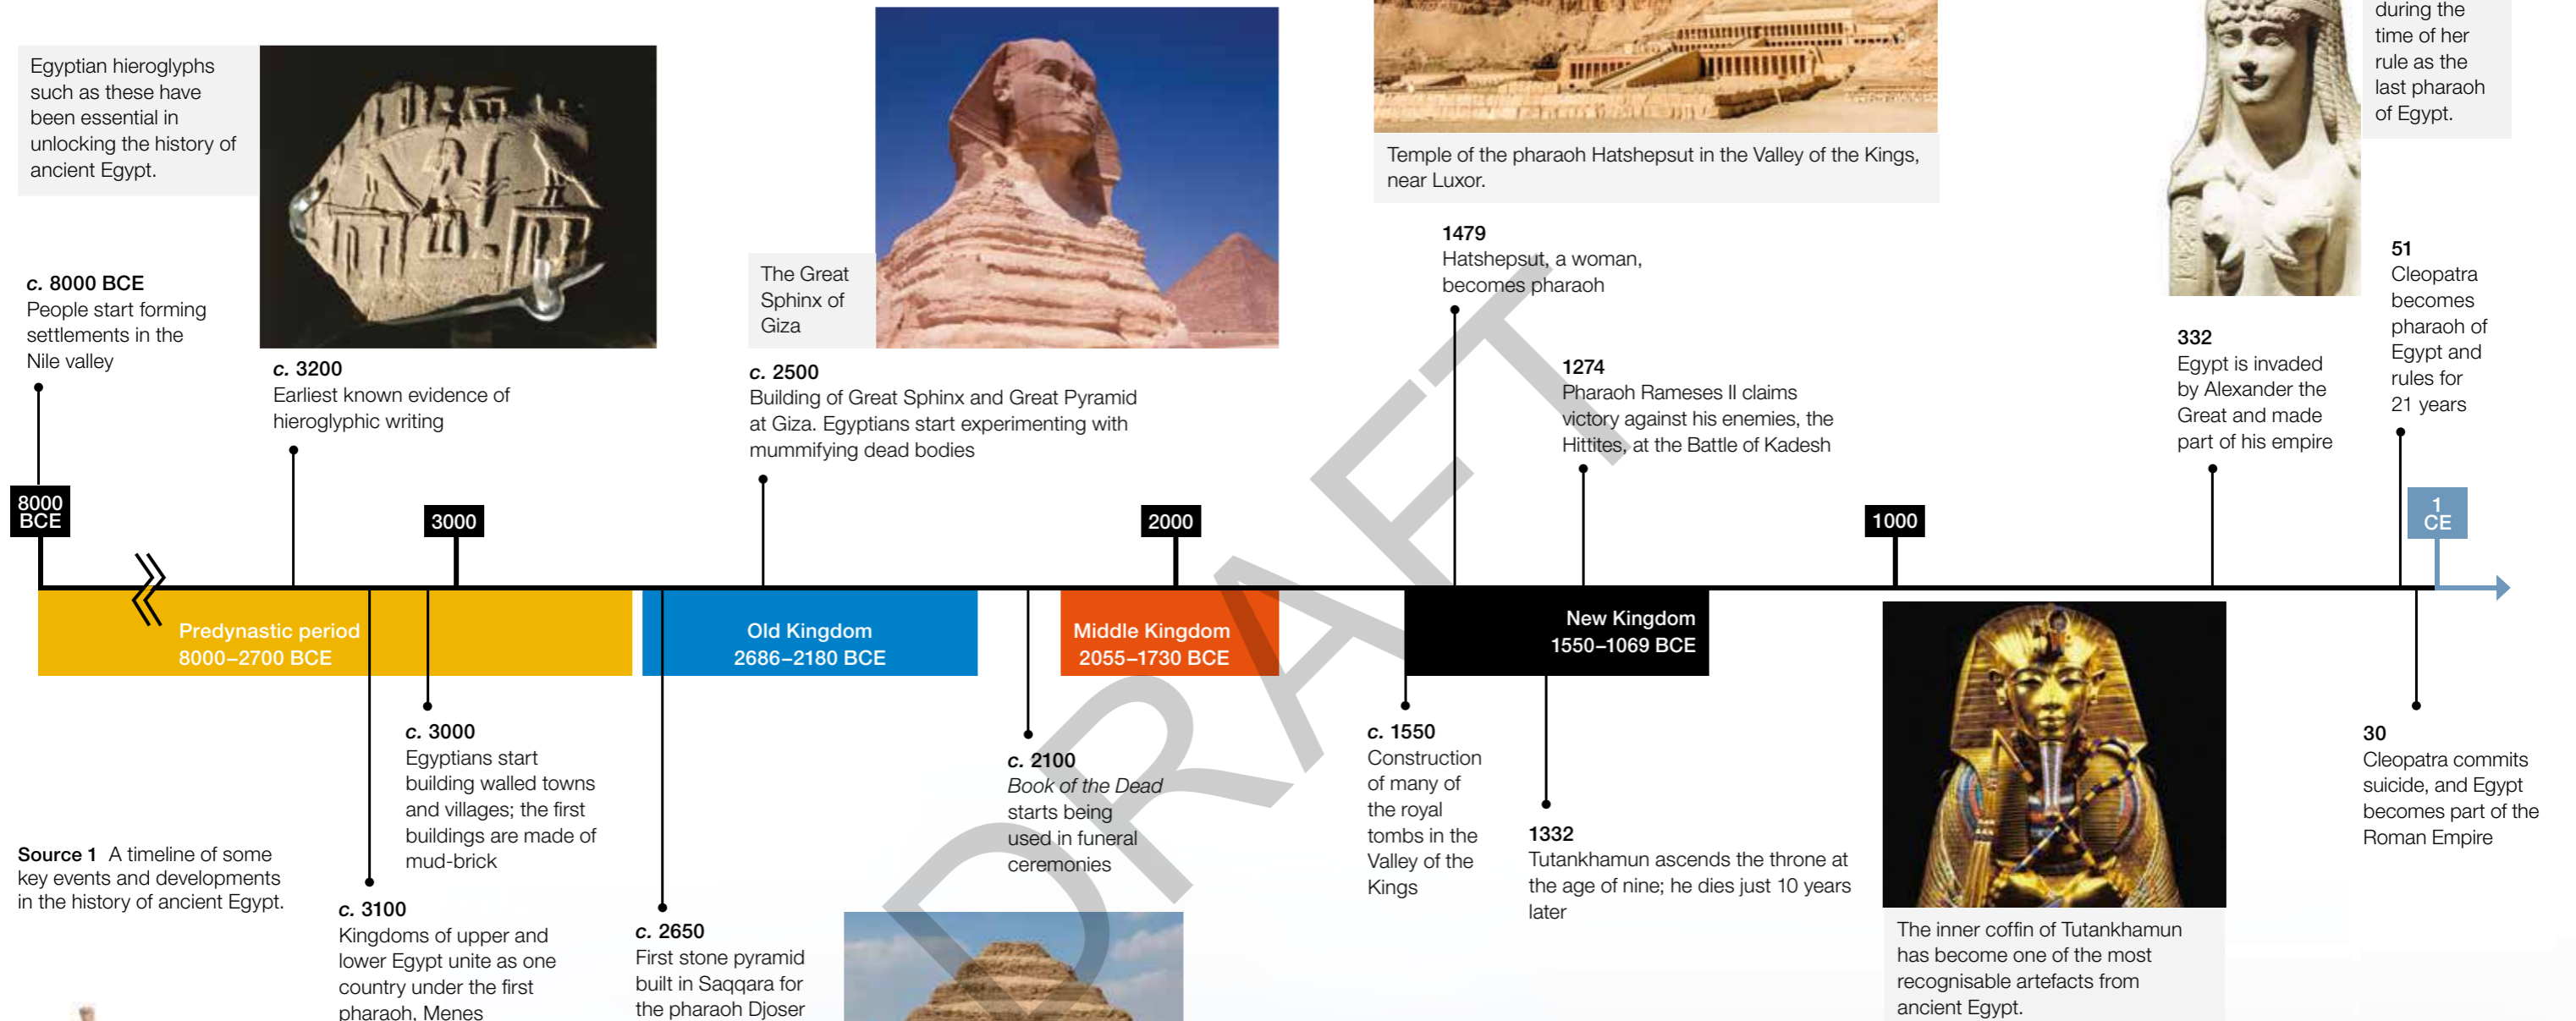 Egyptian hieroglyphs
such as these have
been essential in
unlocking the history of
ancient Egypt.
The Great
Sphinx of
Giza
Temple of the pharaoh Hatshepsut in the Valley of the Kings,
near Luxor.
during the
time of her
rule as the
last pharaoh
of Egypt.
c. 8000 BCE
People start forming
settlements in the
Nile valley
c. 3200
Earliest known evidence of
hieroglyphic writing
c. 2500
Building of Great Sphinx and Great Pyramid
at Giza. Egyptians start experimenting with
mummifying dead bodies
1479
Hatshepsut, a woman,
becomes pharaoh
1274
Pharaoh Rameses II claims
victory against his enemies, the
Hittites, at the Battle of Kadesh
332
Egypt is invaded
by Alexander the
Great and made
part of his empire
51
Cleopatra
becomes
pharaoh of
Egypt and
rules for
21 years
8000
BCE
3000
2000
1000
1
CE
Predynastic period
8000–2700 BCE
Old Kingdom
2686–2180 BCE
Middle Kingdom
2055–1730 BCE
New Kingdom
1550–1069 BCE
c. 3000
Egyptians start
building walled towns
and villages; the first
buildings are made of
mud-brick
c. 3100
Kingdoms of upper and
lower Egypt unite as one
country under the first
pharaoh, Menes
c. 2650
First stone pyramid
built in Saqqara for
the pharaoh Djoser
c. 2100
Book of the Dead
starts being
used in funeral
ceremonies
c. 1550
Construction
of many of
the royal
tombs in the
Valley of the
Kings
1332
Tutankhamun ascends the throne at
the age of nine; he dies just 10 years
later
30
Cleopatra commits
suicide, and Egypt
becomes part of the
Roman Empire
The inner coffin of Tutankhamun
has become one of the most
recognisable artefacts from
ancient Egypt.
Source 1 A timeline of some
key events and developments
in the history of ancient Egypt.
DRAFT